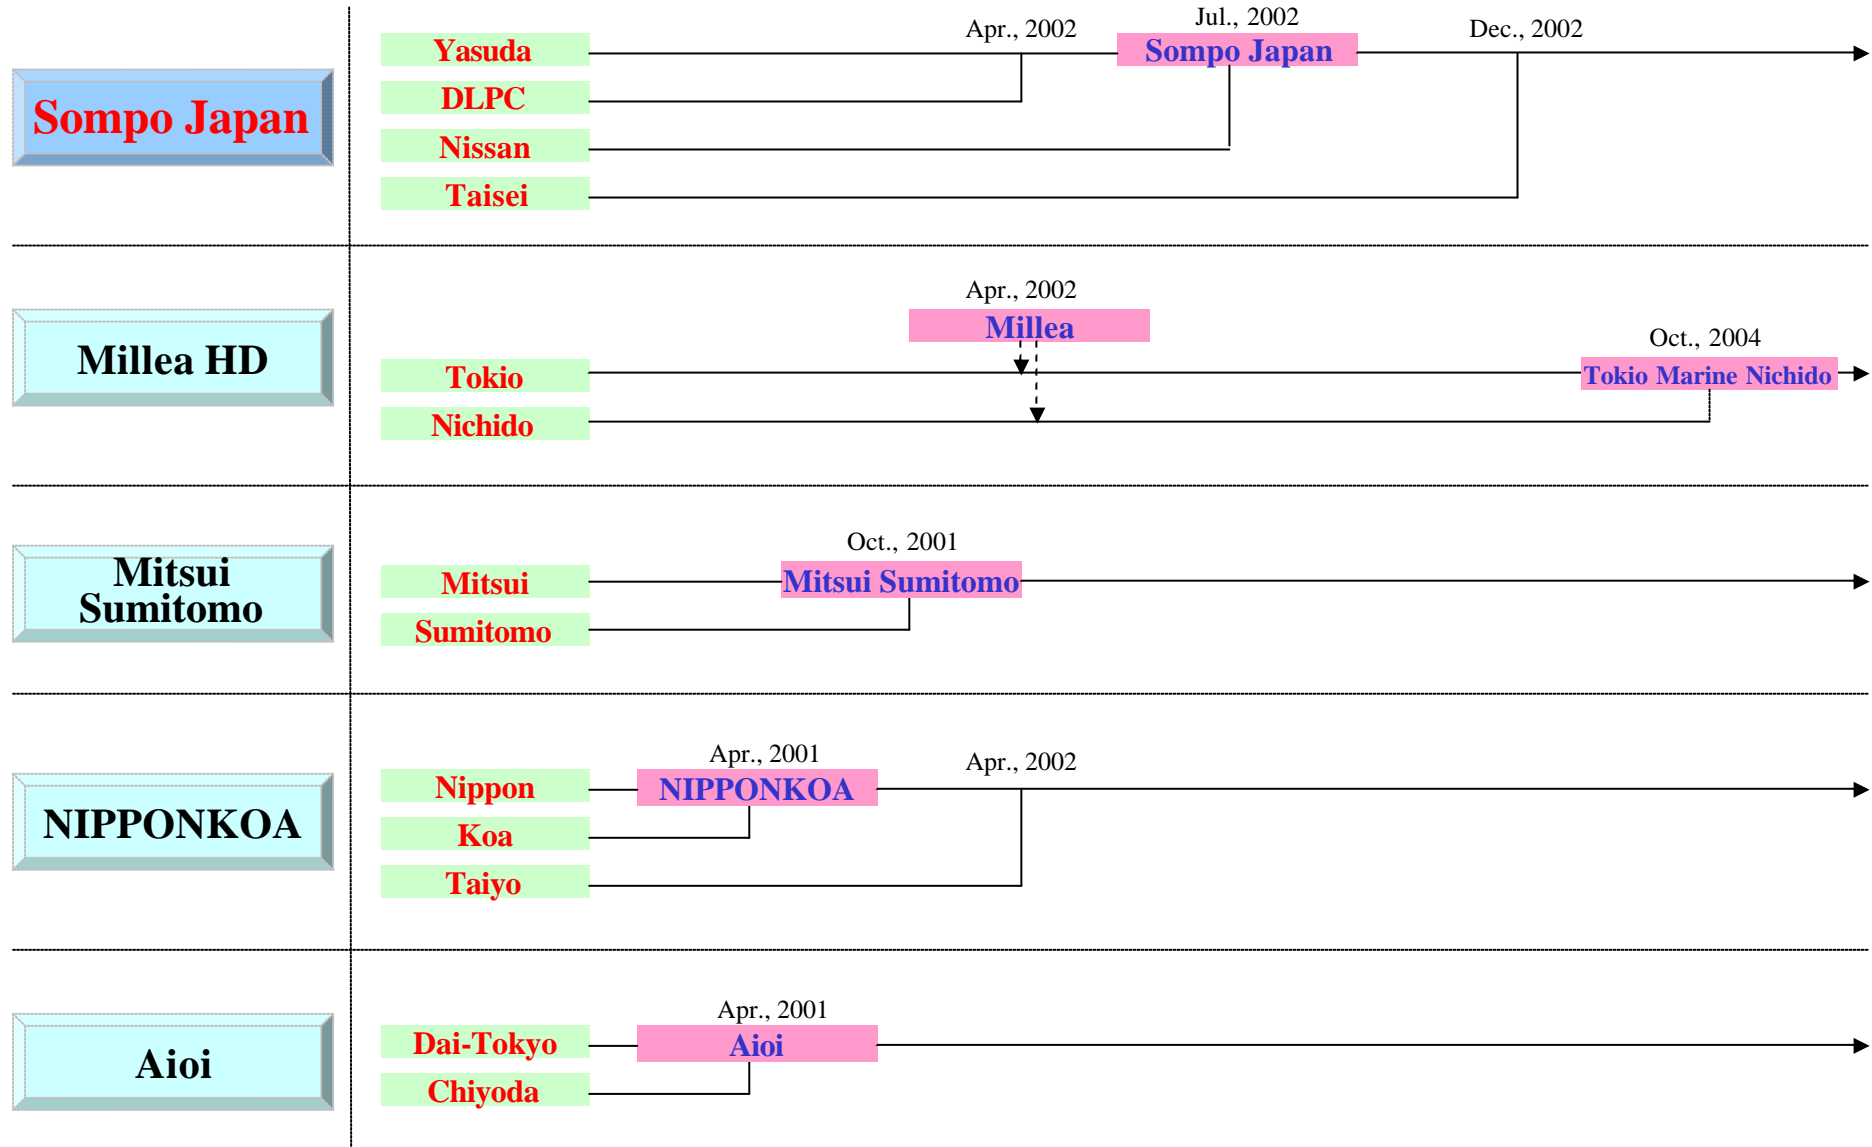 Sompo Japan
Yasuda
DLPC
Nissan
Taisei
Apr., 2002
Jul., 2002
Sompo Japan
Dec., 2002
Millea HD
Apr., 2002
Millea
Tokio
Nichido
Oct., 2004
Tokio Marine Nichido
Mitsui
Sumitomo
Oct., 2001
Mitsui
Mitsui Sumitomo
Sumitomo
NIPPONKOA
Apr., 2001
Apr., 2002
Nippon
NIPPONKOA
Koa
Taiyo
Aioi
Apr., 2001
Dai-Tokyo
Aioi
Chiyoda